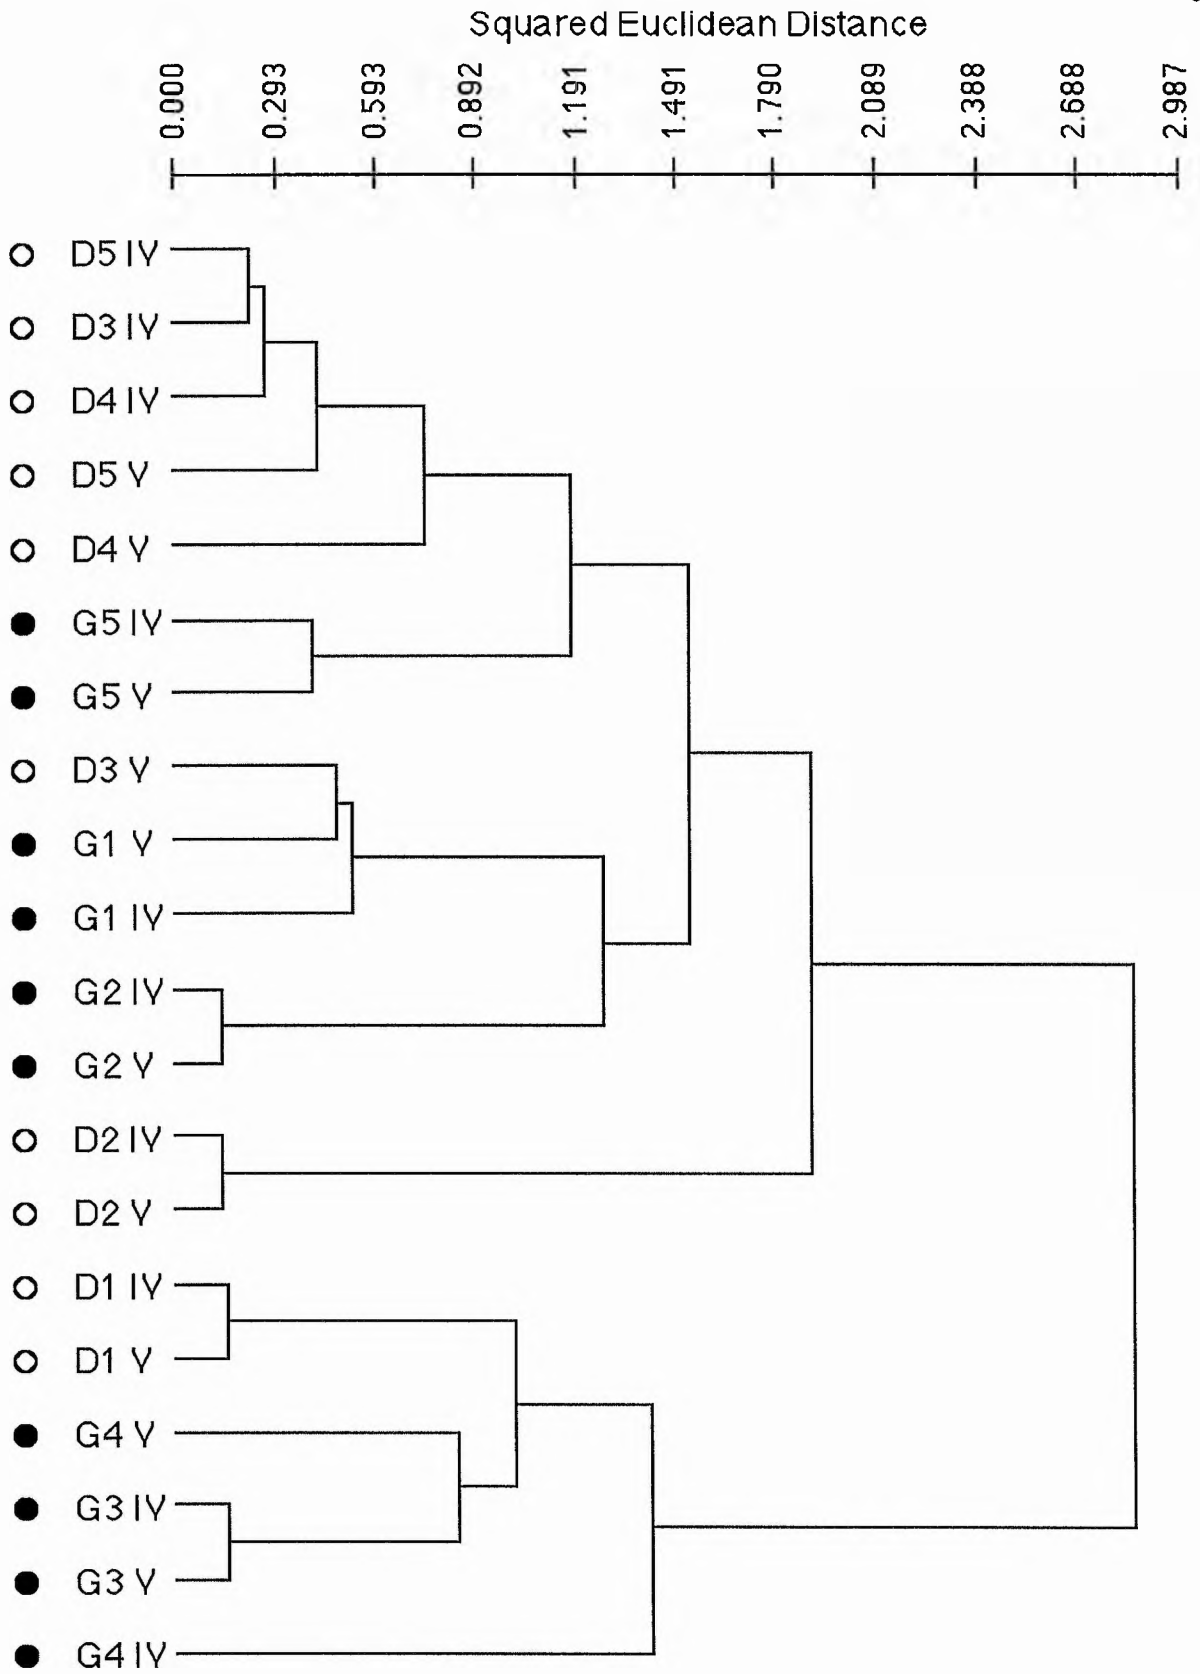 Squared Euclidean Distance
0.000
0.293
0.593
0.892
1.191
1.491
1.790
2.089
2.388
2.688
2.987
D5 IV
D3 IV
D4 IV
D5 V
D4 V
G5 IV
G5 V
D3 V
G1 V
G1 IV
G2 IV
G2 V
D2 IV
D2 V
D1 IV
D1 V
G4 V
G3 IV
G3 V
G4 IV